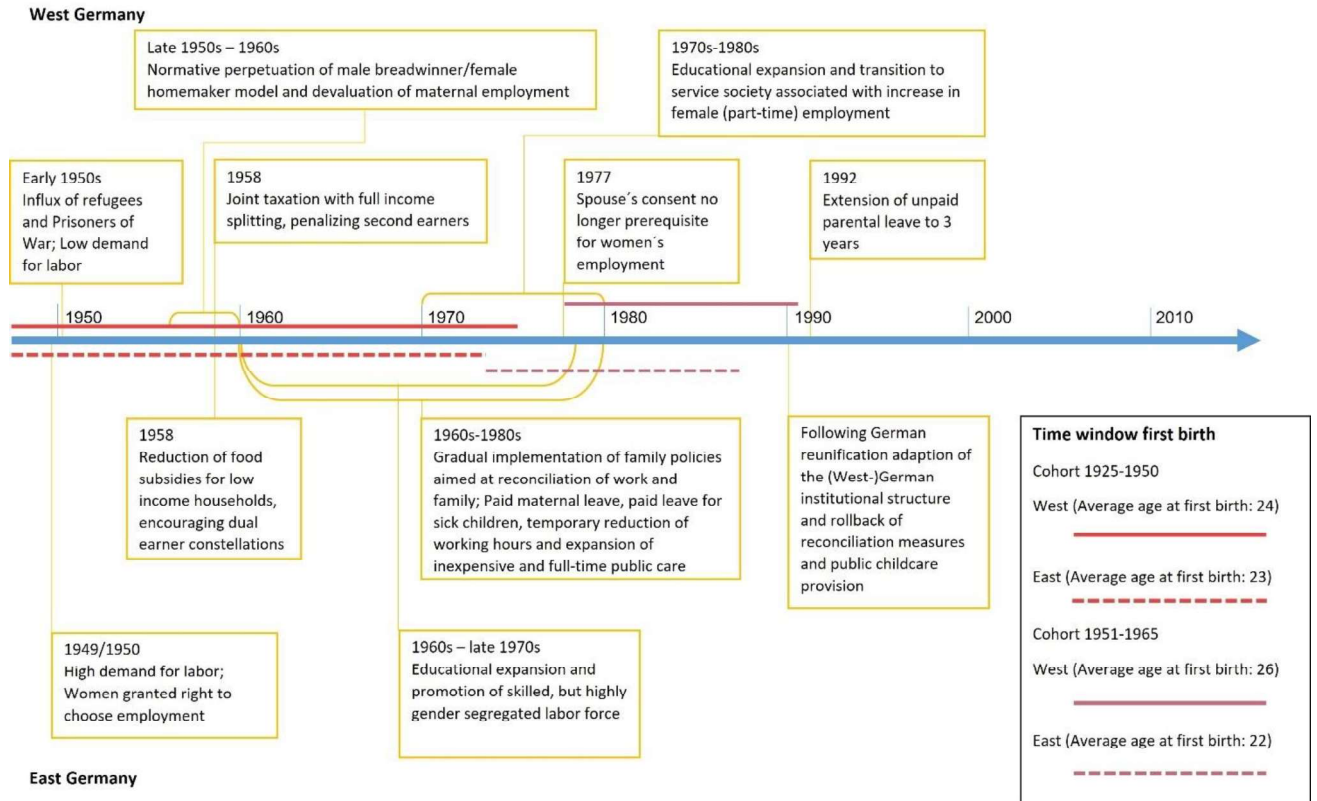 West Germany
Late 1950s – 1960s
Normative perpetuation of male breadwinner/female
homemaker model and devaluation of maternal employment
1970s-1980s
Educational expansion and transition to
service society associated with increase in
female (part-time) employment
Early 1950s
Influx of refugees
and Prisoners of
War; Low demand
for labor
1958
Joint taxation with full income
splitting, penalizing second earners
1977
Spouse´s consent no
longer prerequisite
for women´s
employment
1992
Extension of unpaid
parental leave to 3
years
1950
1960
1970
1980
1990
2000
2010
1958
Reduction of food
subsidies for low
income households,
encouraging dual
earner constellations
1960s-1980s
Gradual implementation of family policies
aimed at reconciliation of work and
family; Paid maternal leave, paid leave for
sick children, temporary reduction of
working hours and expansion of
inexpensive and full-time public care
Following German
reunification adaption of
the (West-)German
institutional structure
and rollback of
reconciliation measures
and public childcare
provision
1949/1950
High demand for labor;
Women granted right to
choose employment
1960s – late 1970s
Educational expansion and
promotion of skilled, but highly
gender segregated labor force
East Germany
Time window first birth
Cohort 1925-1950
West (Average age at first birth: 24)
East (Average age at first birth: 23)
Cohort 1951-1965
West (Average age at first birth: 26)
East (Average age at first birth: 22)